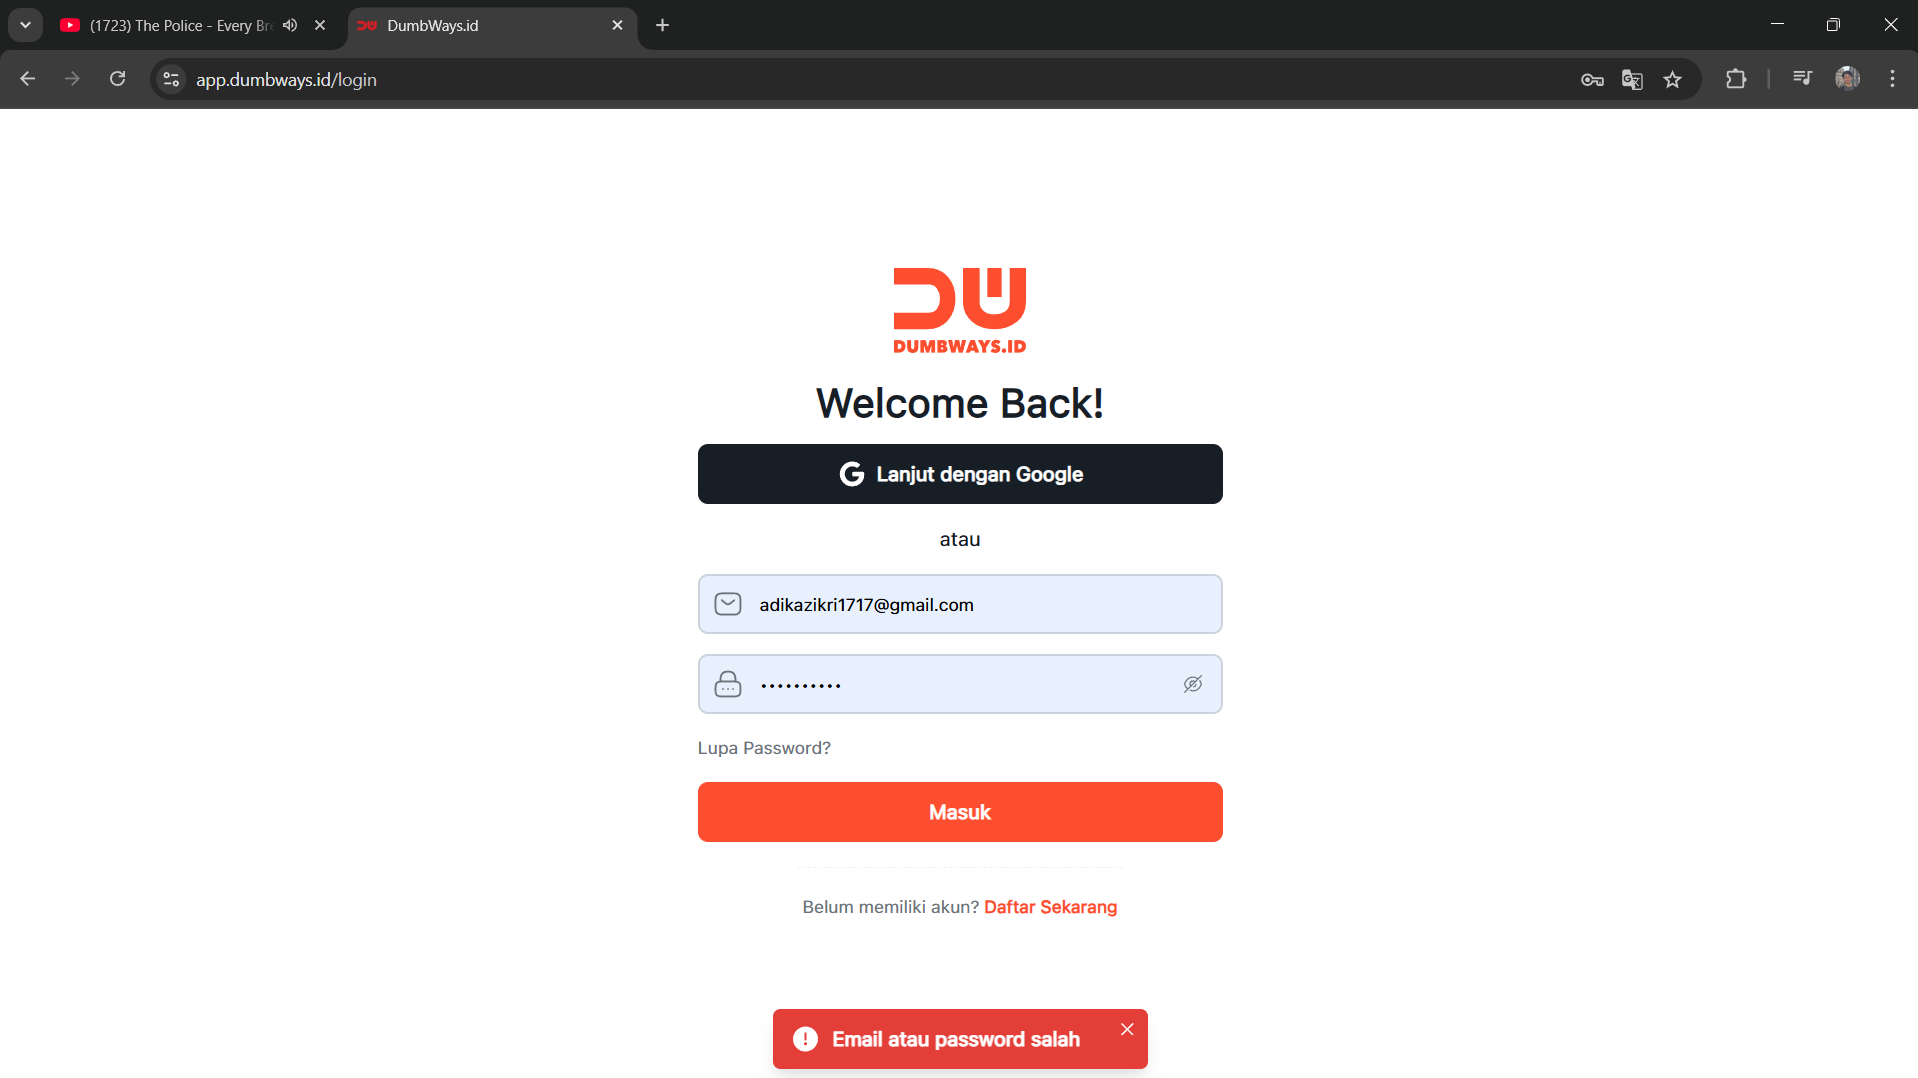 (1723) The Police - Every Bre
DumbWays.id
app.dumbways.id/login
DUMBWAYS.ID
Welcome Back!
Lanjut dengan Google
atau
adikazikri1717@gmail.com
••••••••••
Lupa Password?
Masuk
Belum memiliki akun? Daftar Sekarang
Email atau password salah